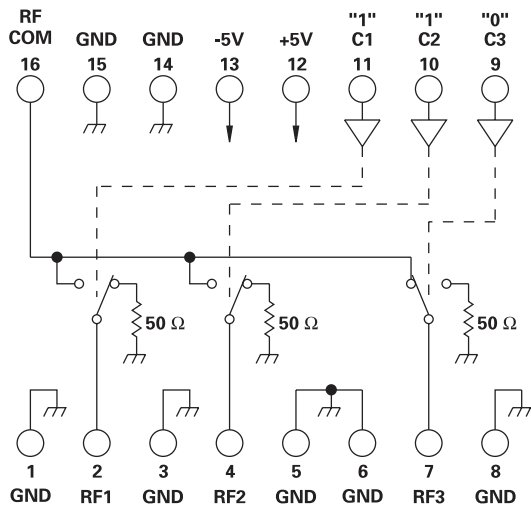 RF
COM GND GND -5V +5V "1" C1 "1" C2 "0" C3
16 15 14 13 12 11 10 9
50 Ω 50 Ω 50 Ω
1 2 3 4 5 6 7 8
GND RF1 GND RF2 GND GND RF3 GND